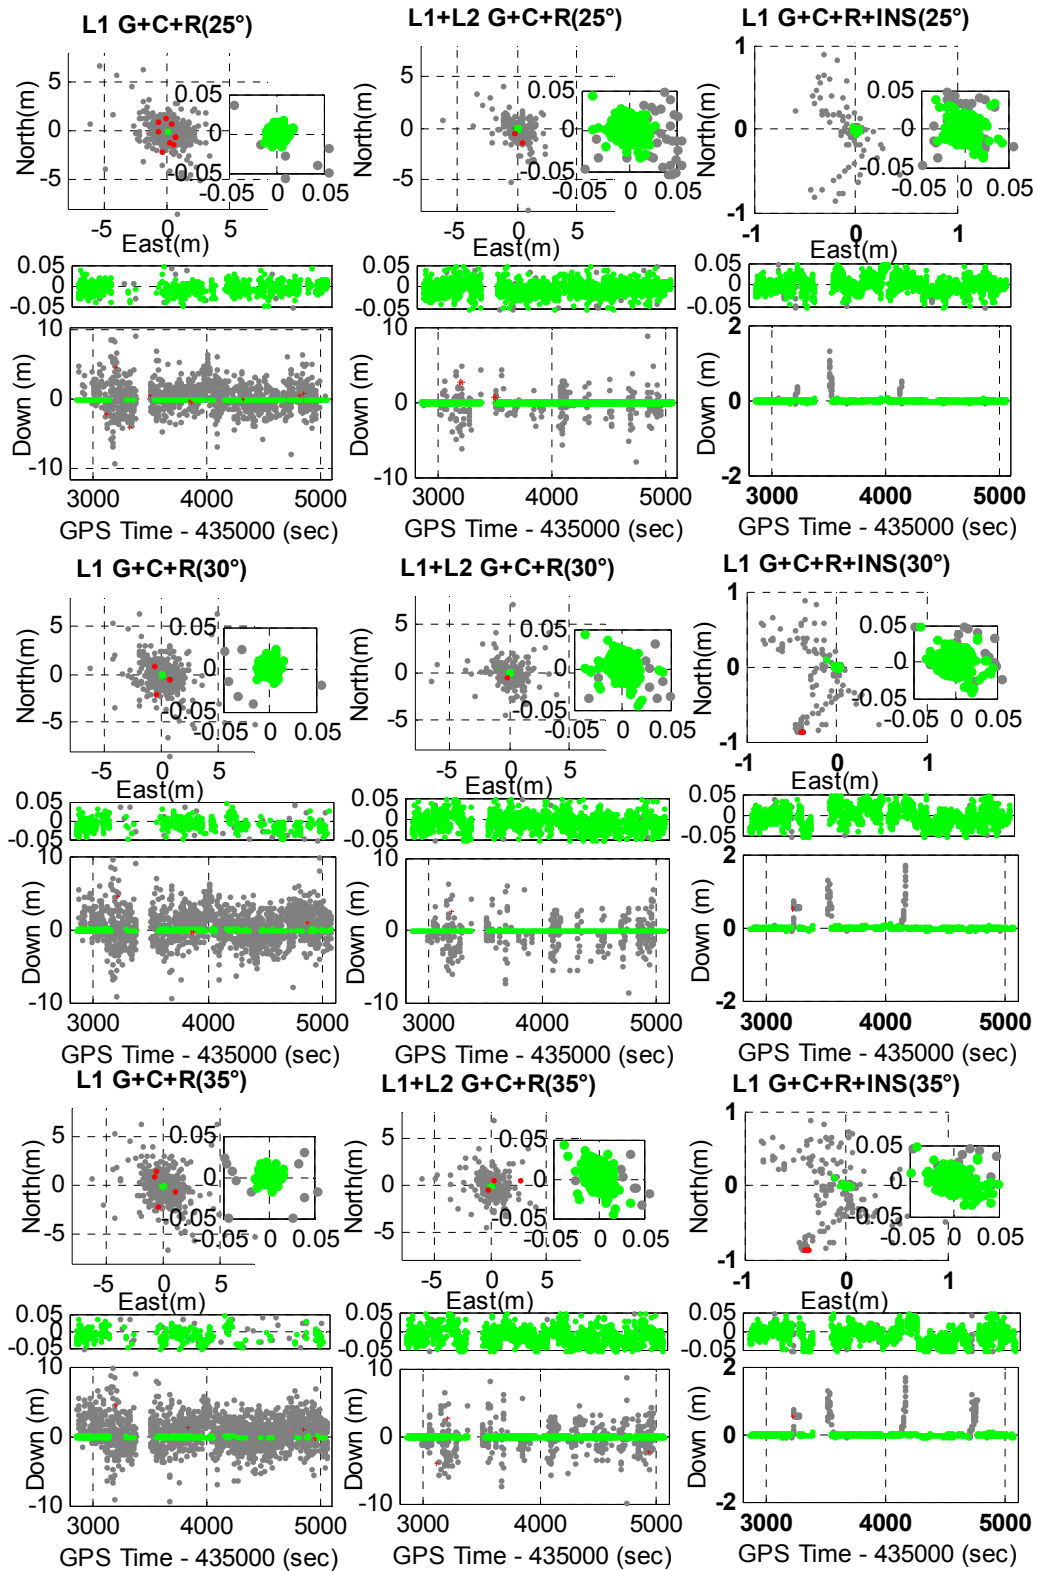 L1 G+C+R(25°) L1+L2 G+C+R(25°) L1 G+C+R+INS(25°)
North(m) 5 0 -5 0.05 0 -0.05 -0.05 0 0.05 -5 0 5 East(m)
North(m) 5 0 -5 0.05 0 -0.05 -0.05 0 0.05 -5 0 5
North(m) 1 0 -1 0.05 0 -0.05 -0.05 0 0.05 -1 0 1 East(m)
0.05 0 -0.05 0.05 0 -0.05 0.05 0 -0.05
Down (m) 10 0 -10 Down (m) 10 0 -10 Down (m) 2 0 -2
3000 4000 5000 3000 4000 5000 3000 4000 5000
GPS Time - 435000 (sec) GPS Time - 435000 (sec) GPS Time - 435000 (sec)
L1 G+C+R(30°) L1+L2 G+C+R(30°) L1 G+C+R+INS(30°)
North(m) 5 0 -5 0.05 0 -0.05 -0.05 0 0.05 -5 0 5 East(m)
North(m) 5 0 -5 0.05 0 -0.05 -0.05 0 0.05 -5 0 5
North(m) 1 0 -1 0.05 0 -0.05 -0.05 0 0.05 -1 0 1 East(m)
0.05 0 -0.05 0.05 0 -0.05 0.05 0 -0.05
Down (m) 10 0 -10 Down (m) 10 0 -10 Down (m) 2 0 -2
3000 4000 5000 3000 4000 5000 3000 4000 5000
GPS Time - 435000 (sec) GPS Time - 435000 (sec) GPS Time - 435000 (sec)
L1 G+C+R(35°) L1+L2 G+C+R(35°) L1 G+C+R+INS(35°)
North(m) 5 0 -5 0.05 0 -0.05 -0.05 0 0.05 -5 0 5 East(m)
North(m) 5 0 -5 0.05 0 -0.05 -0.05 0 0.05 -5 0 5 East(m)
North(m) 1 0 -1 0.05 0 -0.05 -0.05 0 0.05 -1 0 1
0.05 0 -0.05 0.05 0 -0.05 0.05 0 -0.05
Down (m) 10 0 -10 Down (m) 10 0 -10 Down (m) 2 0 -2
3000 4000 5000 3000 4000 5000 3000 4000 5000
GPS Time - 435000 (sec) GPS Time - 435000 (sec) GPS Time - 435000 (sec)